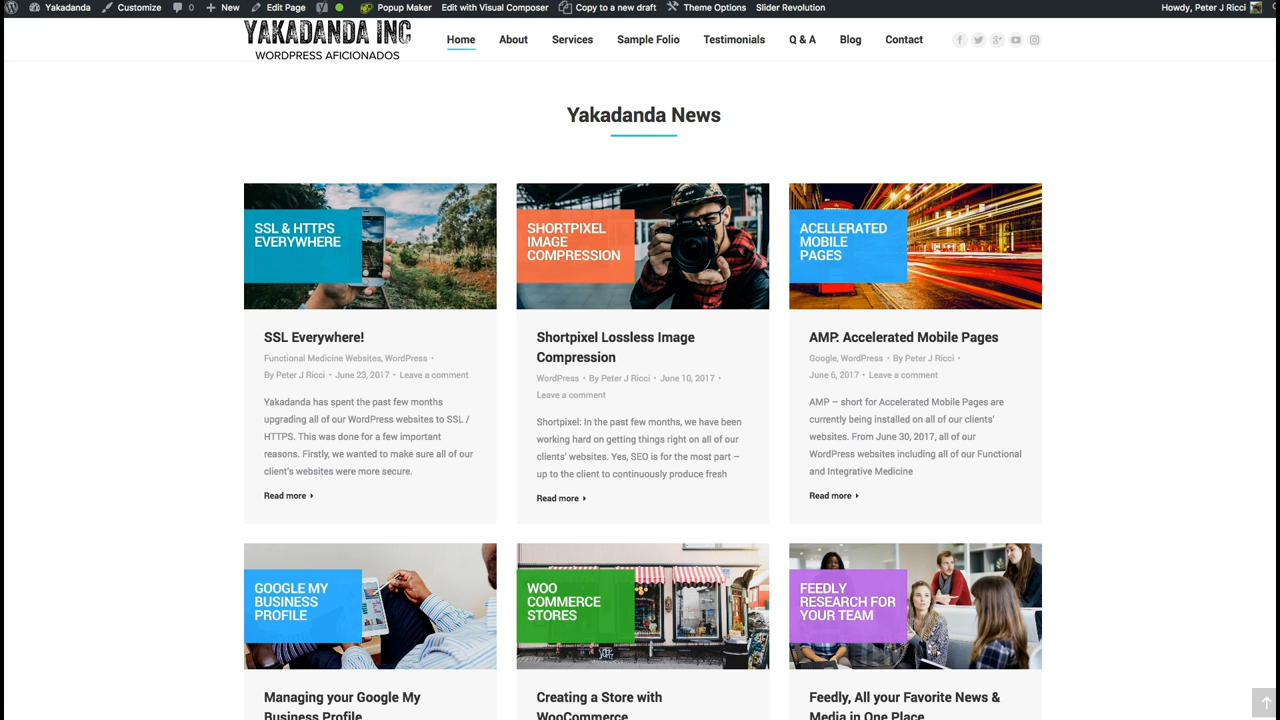 Yakadanda Customize 0 New Edit Page Popup Maker Edit with Visual Composer Copy to a new draft Theme Options Slider Revolution Howdy, Peter J Ricci
YAKADANDA INC
WORDPRESS AFICIONADOS
Home About Services Sample Folio Testimonials Q & A Blog Contact
Yakadanda News
SSL & HTTPS
EVERYWHERE
SSL Everywhere!
Functional Medicine Websites, WordPress •
By Peter J Ricci • June 23, 2017 • Leave a comment
Yakadanda has spent the past few months
upgrading all of our WordPress websites to SSL /
HTTPS. This was done for a few important
reasons. Firstly, we wanted to make sure all of our
client's websites were more secure.
Read more
SHORTPIXEL
IMAGE
COMPRESSION
Shortpixel Lossless Image
Compression
WordPress • By Peter J Ricci • June 10, 2017 •
Leave a comment
Shortpixel: In the past few months, we have been
working hard on getting things right on all of our
clients' websites. Yes, SEO is for the most part –
up to the client to continuously produce fresh
Read more
ACELLERATED
MOBILE
PAGES
AMP: Accelerated Mobile Pages
Google, WordPress • By Peter J Ricci •
June 6, 2017 • Leave a comment
AMP – short for Accelerated Mobile Pages are
currently being installed on all of our clients'
websites. From June 30, 2017, all of our
WordPress websites including all of our Functional
and Integrative Medicine
Read more
GOOGLE MY
BUSINESS
PROFILE
Managing your Google My
Business Profile
WOO
COMMERCE
STORES
Creating a Store with
WooCommerce
FEEDLY
RESEARCH FOR
YOUR TEAM
Feedly, All your Favorite News &
Media in One Place